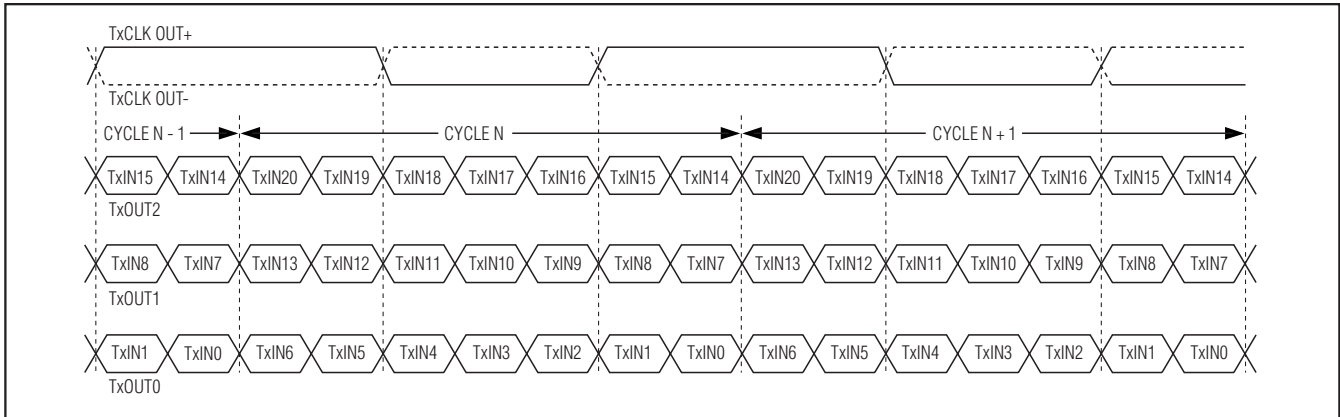 TxCLK OUT+
TxCLK OUT-
CYCLE N - 1 CYCLE N CYCLE N + 1
TxIN15 TxIN14 TxIN20 TxIN19 TxIN18 TxIN17 TxIN16 TxIN15 TxIN14 TxIN20 TxIN19 TxIN18 TxIN17 TxIN16 TxIN15 TxIN14
TxOUT2
TxIN8 TxIN7 TxIN13 TxIN12 TxIN11 TxIN10 TxIN9 TxIN8 TxIN7 TxIN13 TxIN12 TxIN11 TxIN10 TxIN9 TxIN8 TxIN7
TxOUT1
TxIN1 TxIN0 TxIN6 TxIN5 TxIN4 TxIN3 TxIN2 TxIN1 TxIN0 TxIN6 TxIN5 TxIN4 TxIN3 TxIN2 TxIN1 TxIN0
TxOUT0